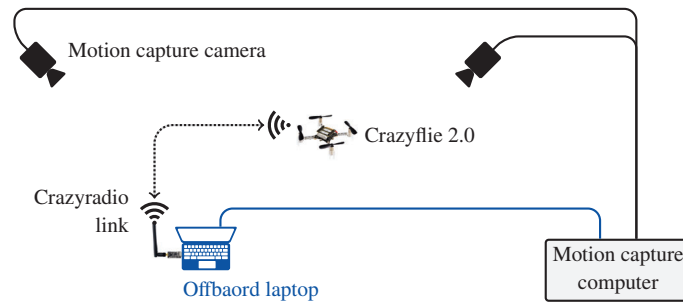 Motion capture camera
Crazyflie 2.0
Crazyradio
link
Offbaord laptop
Motion capture
computer